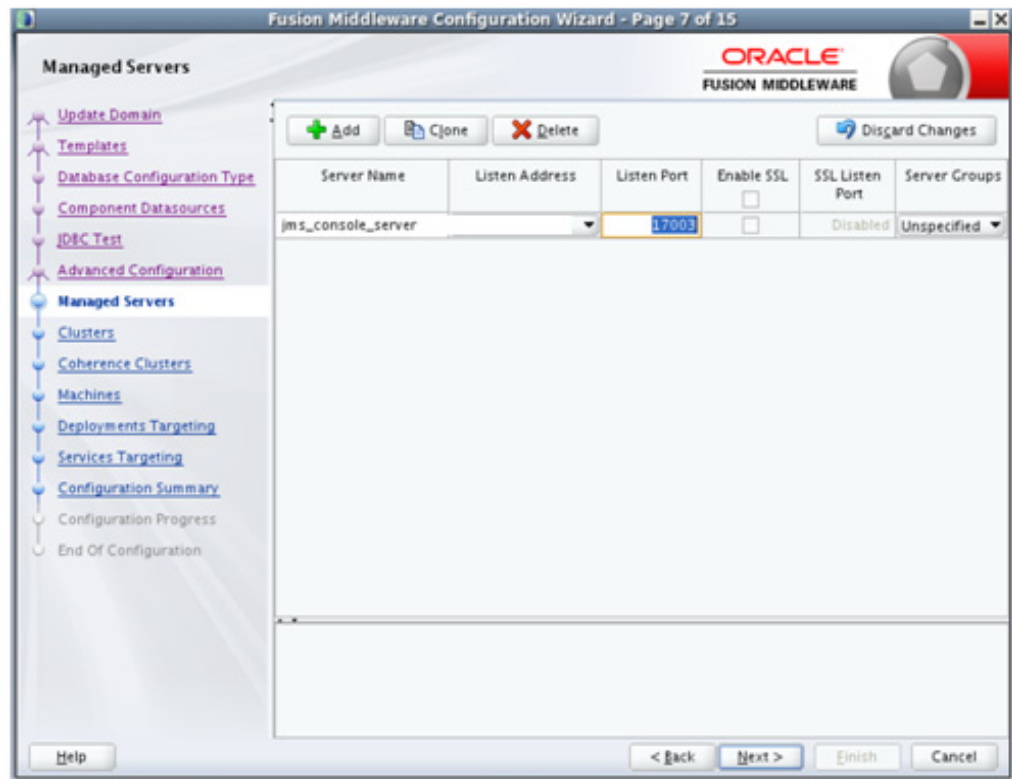 Fusion Middleware Configuration Wizard - Page 7 of 15
Managed Servers
ORACLE
FUSION MIDDLEWARE
Update Domain
Templates
Database Configuration Type
Component Datasources
JDBC Test
Advanced Configuration
Managed Servers
Clusters
Coherence Clusters
Machines
Deployments Targeting
Services Targeting
Configuration Summary
Configuration Progress
End Of Configuration
Add Clone Delete Discard Changes
Server Name Listen Address Listen Port Enable SSL SSL Listen Port Server Groups
jms_console_server 17003 Disabled Unspecified
Help < Back Next > Finish Cancel